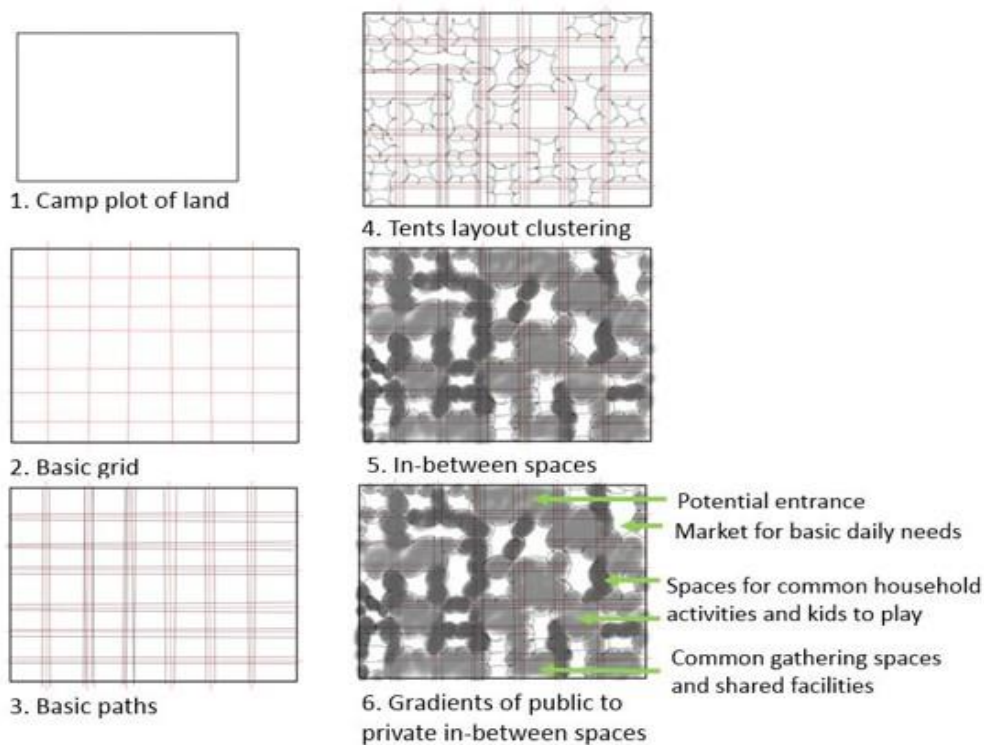 1. Camp plot of land
2. Basic grid
3. Basic paths
4. Tents layout clustering
5. In-between spaces
6. Gradients of public to
private in-between spaces
Potential entrance
Market for basic daily needs
Spaces for common household
activities and kids to play
Common gathering spaces
and shared facilities